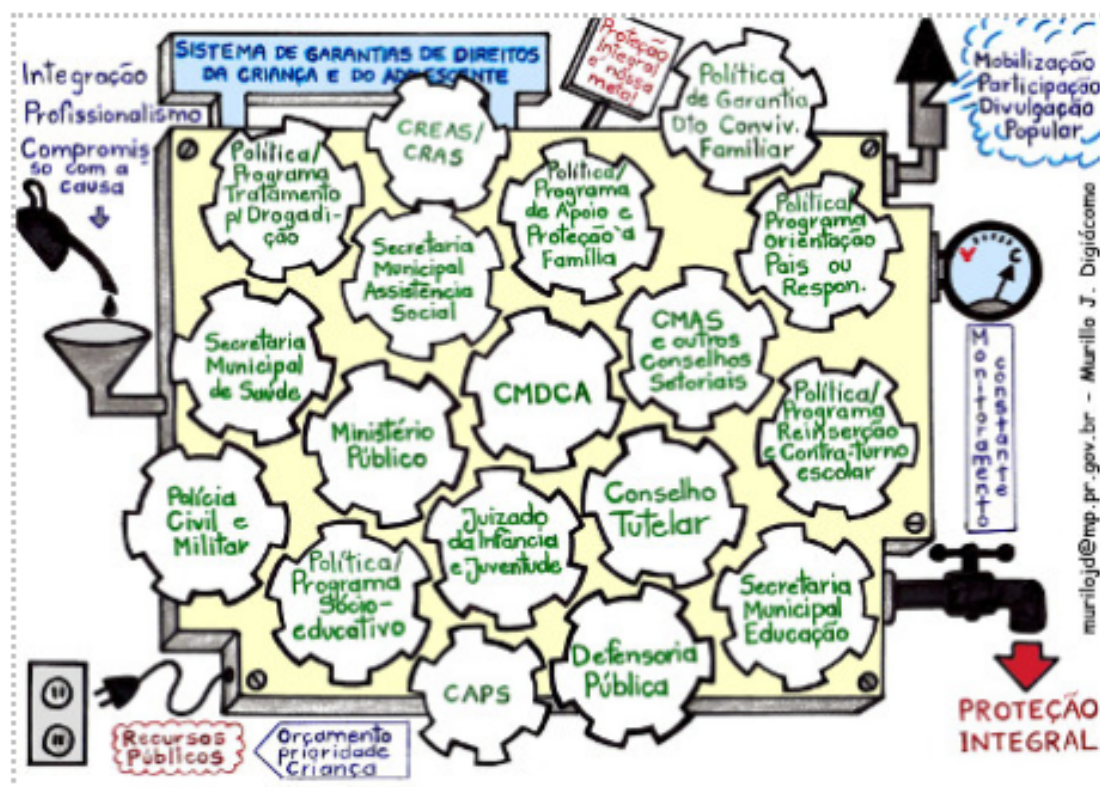 SISTEMA DE GARANTIAS DE DIREITOS
DA CRIANÇA E DO ADOLESCENTE
Integração
Profissionalismo
Compromis
so com a
causa
Proteção
Integral
é nossa
meta!
Mobilização
Participação
Divulgação
Popular
Política
de Garantia
Dto Conviv.
Familiar
CREAS/
CRAS
Política/
Programa
Tratamento
p/ Drogadi-
ção
Política/
Programa
de Apoio e
Proteção à
Família
Política/
Programa
Orientação
Pais ou
Respon.
Secretaria
Municipal
Assistência
Social
CMAS
e outros
Conselhos
Setoriais
Secretaria
Municipal
de Saúde
CMDCA
Ministério
Público
Política/
Programa
Reinserção
e Contra-turno
escolar
Polícia
Civil e
Militar
Juizado
da Infância
e Juventude
Conselho
Tutelar
Política/
Programa
Sócio-
educativo
Secretaria
Municipal
Educação
Defensoria
Pública
CAPS
V
C
Monitoramento
constante
murilojd@mp.pr.gov.br - Murillo J. Digiácomo
Recursos
Públicos
Orçamento
prioridade
Criança
PROTEÇÃO
INTEGRAL